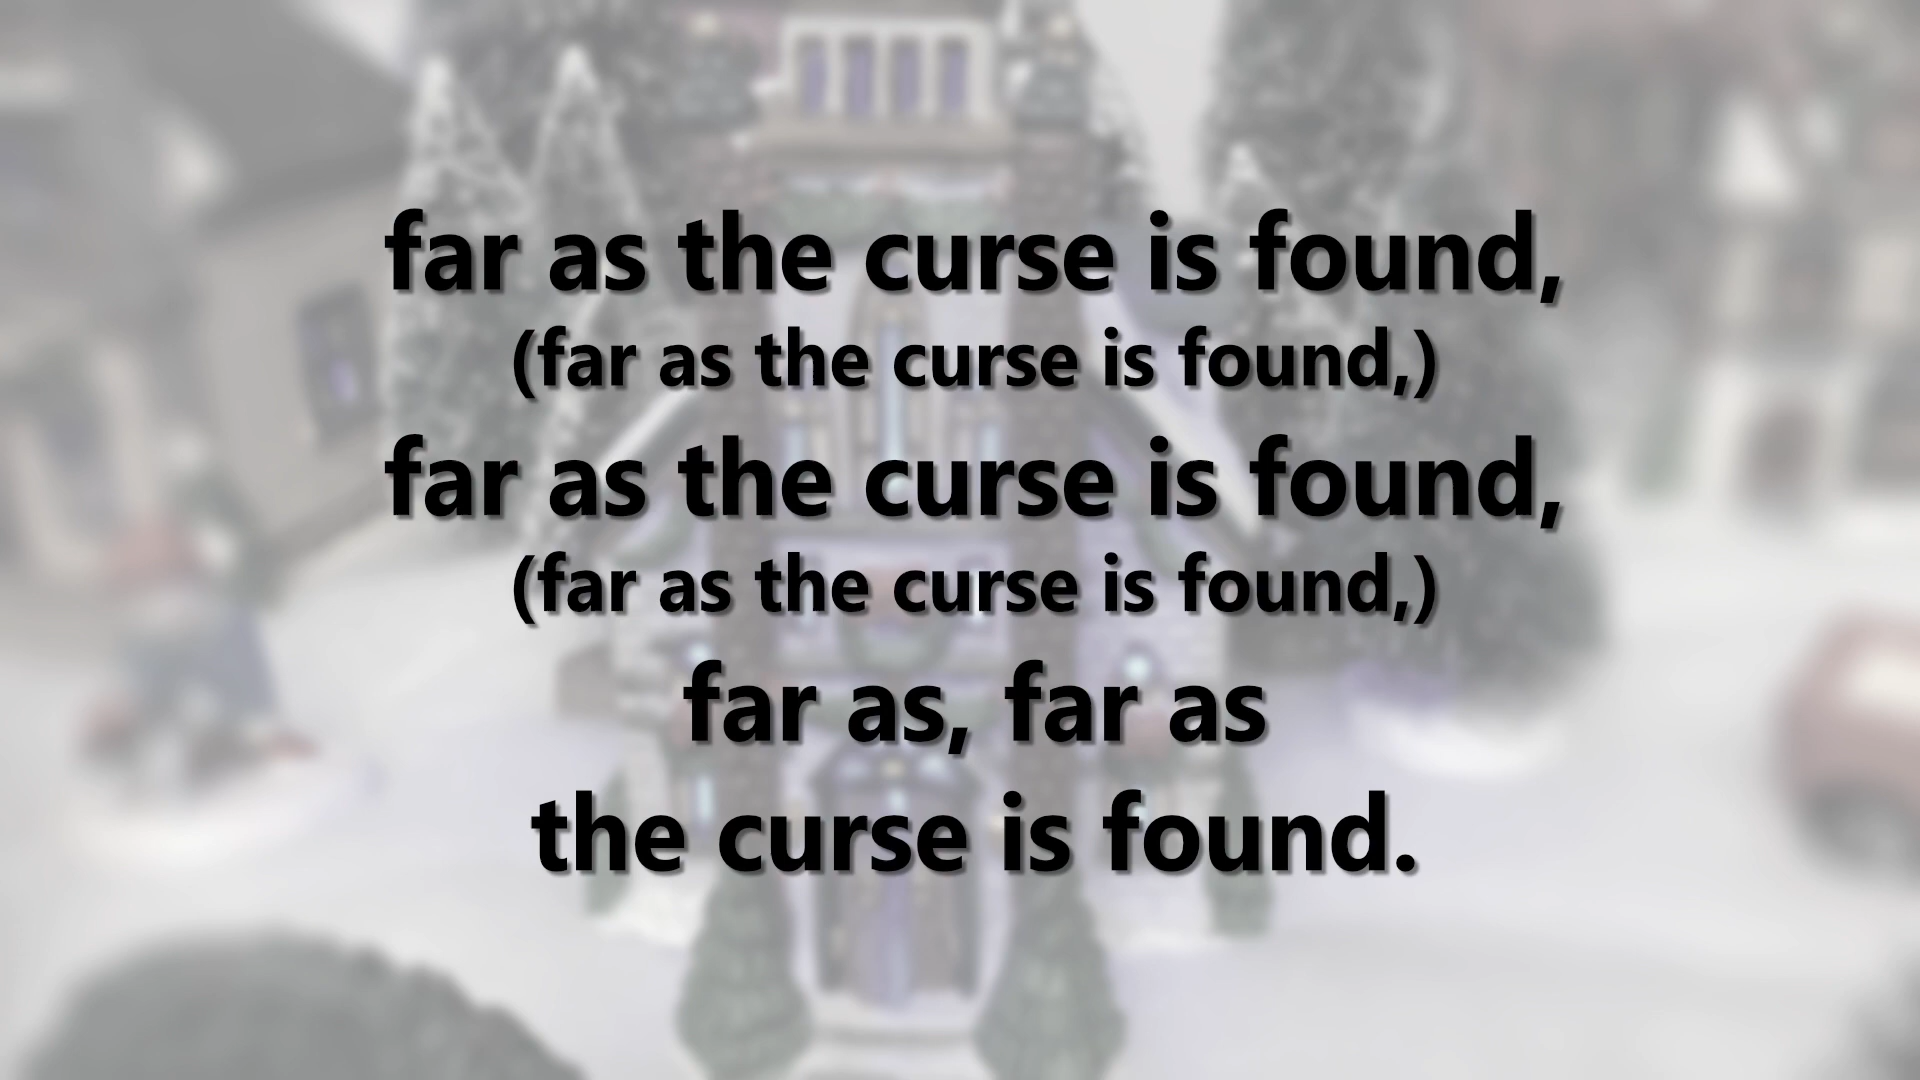 far as the curse is found,
(far as the curse is found,)
far as the curse is found,
(far as the curse is found,)
far as, far as
the curse is found.